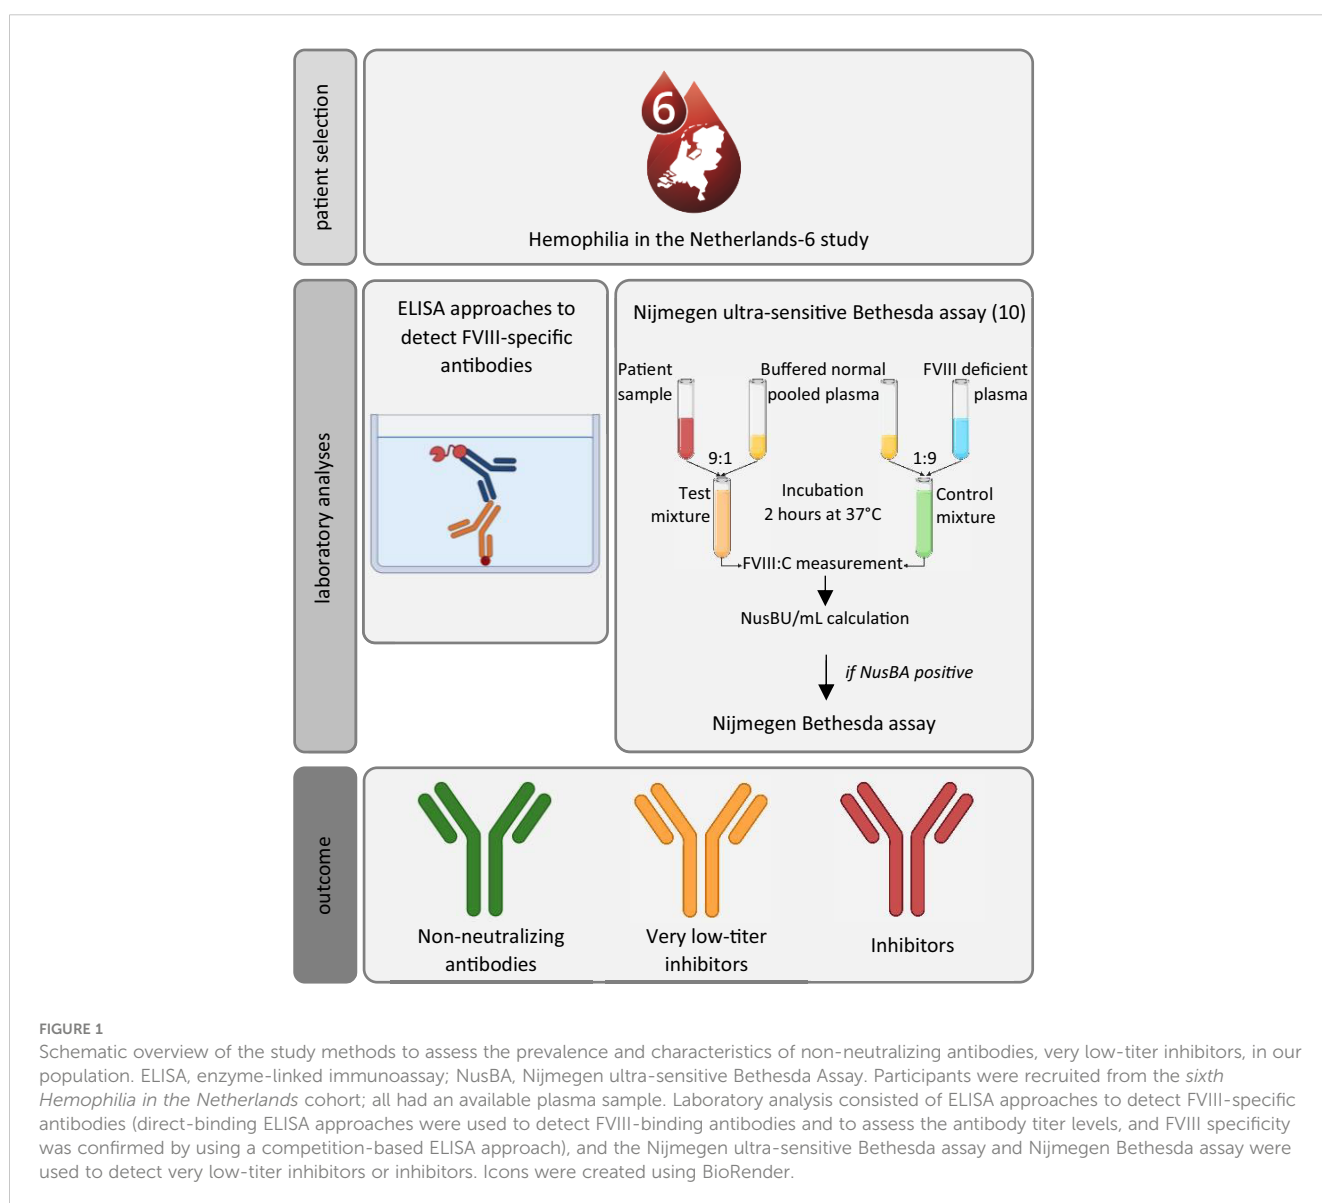 patient selection
6
Hemophilia in the Netherlands-6 study
laboratory analyses
ELISA approaches to
detect FVIII-specific
antibodies
Nijmegen ultra-sensitive Bethesda assay (10)
Patient
sample
Buffered normal
pooled plasma
FVIII deficient
plasma
9:1
1:9
Test
mixture
Incubation
2 hours at 37°C
Control
mixture
FVIII:C measurement
NusBU/mL calculation
if NusBA positive
Nijmegen Bethesda assay
outcome
Non-neutralizing
antibodies
Very low-titer
inhibitors
Inhibitors
FIGURE 1
Schematic overview of the study methods to assess the prevalence and characteristics of non-neutralizing antibodies, very low-titer inhibitors, in our
population. ELISA, enzyme-linked immunoassay; NusBA, Nijmegen ultra-sensitive Bethesda Assay. Participants were recruited from the sixth
Hemophilia in the Netherlands cohort; all had an available plasma sample. Laboratory analysis consisted of ELISA approaches to detect FVIII-specific
antibodies (direct-binding ELISA approaches were used to detect FVIII-binding antibodies and to assess the antibody titer levels, and FVIII specificity
was confirmed by using a competition-based ELISA approach), and the Nijmegen ultra-sensitive Bethesda assay and Nijmegen Bethesda assay were
used to detect very low-titer inhibitors or inhibitors. Icons were created using BioRender.